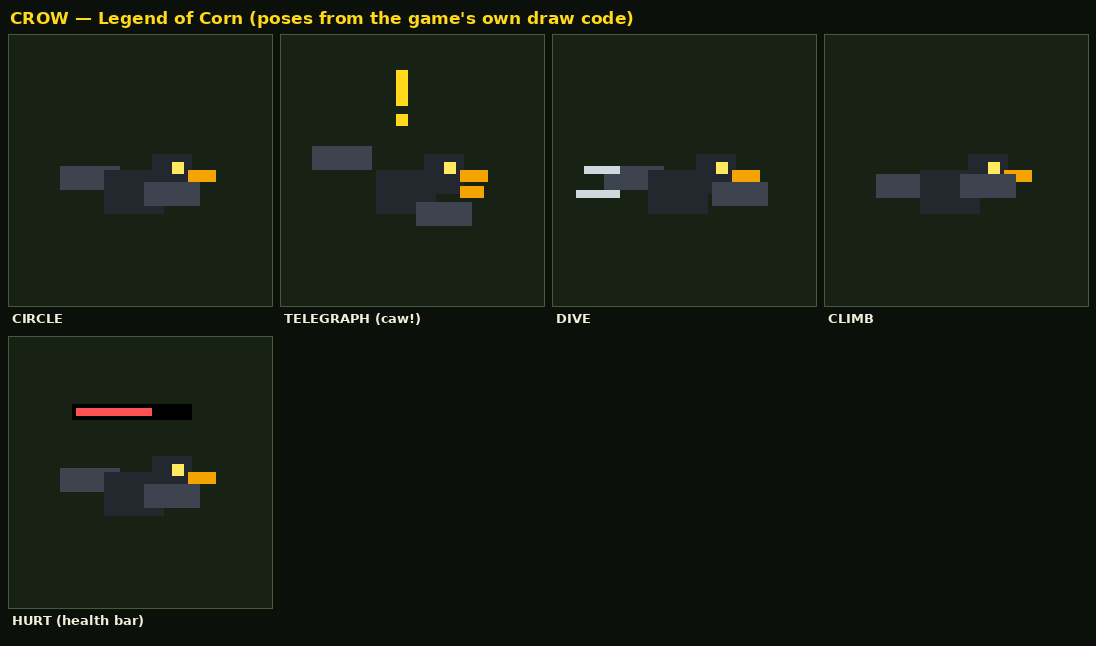 CROW — Legend of Corn (poses from the game's own draw code)
CIRCLE
TELEGRAPH (caw!)
DIVE
CLIMB
HURT (health bar)